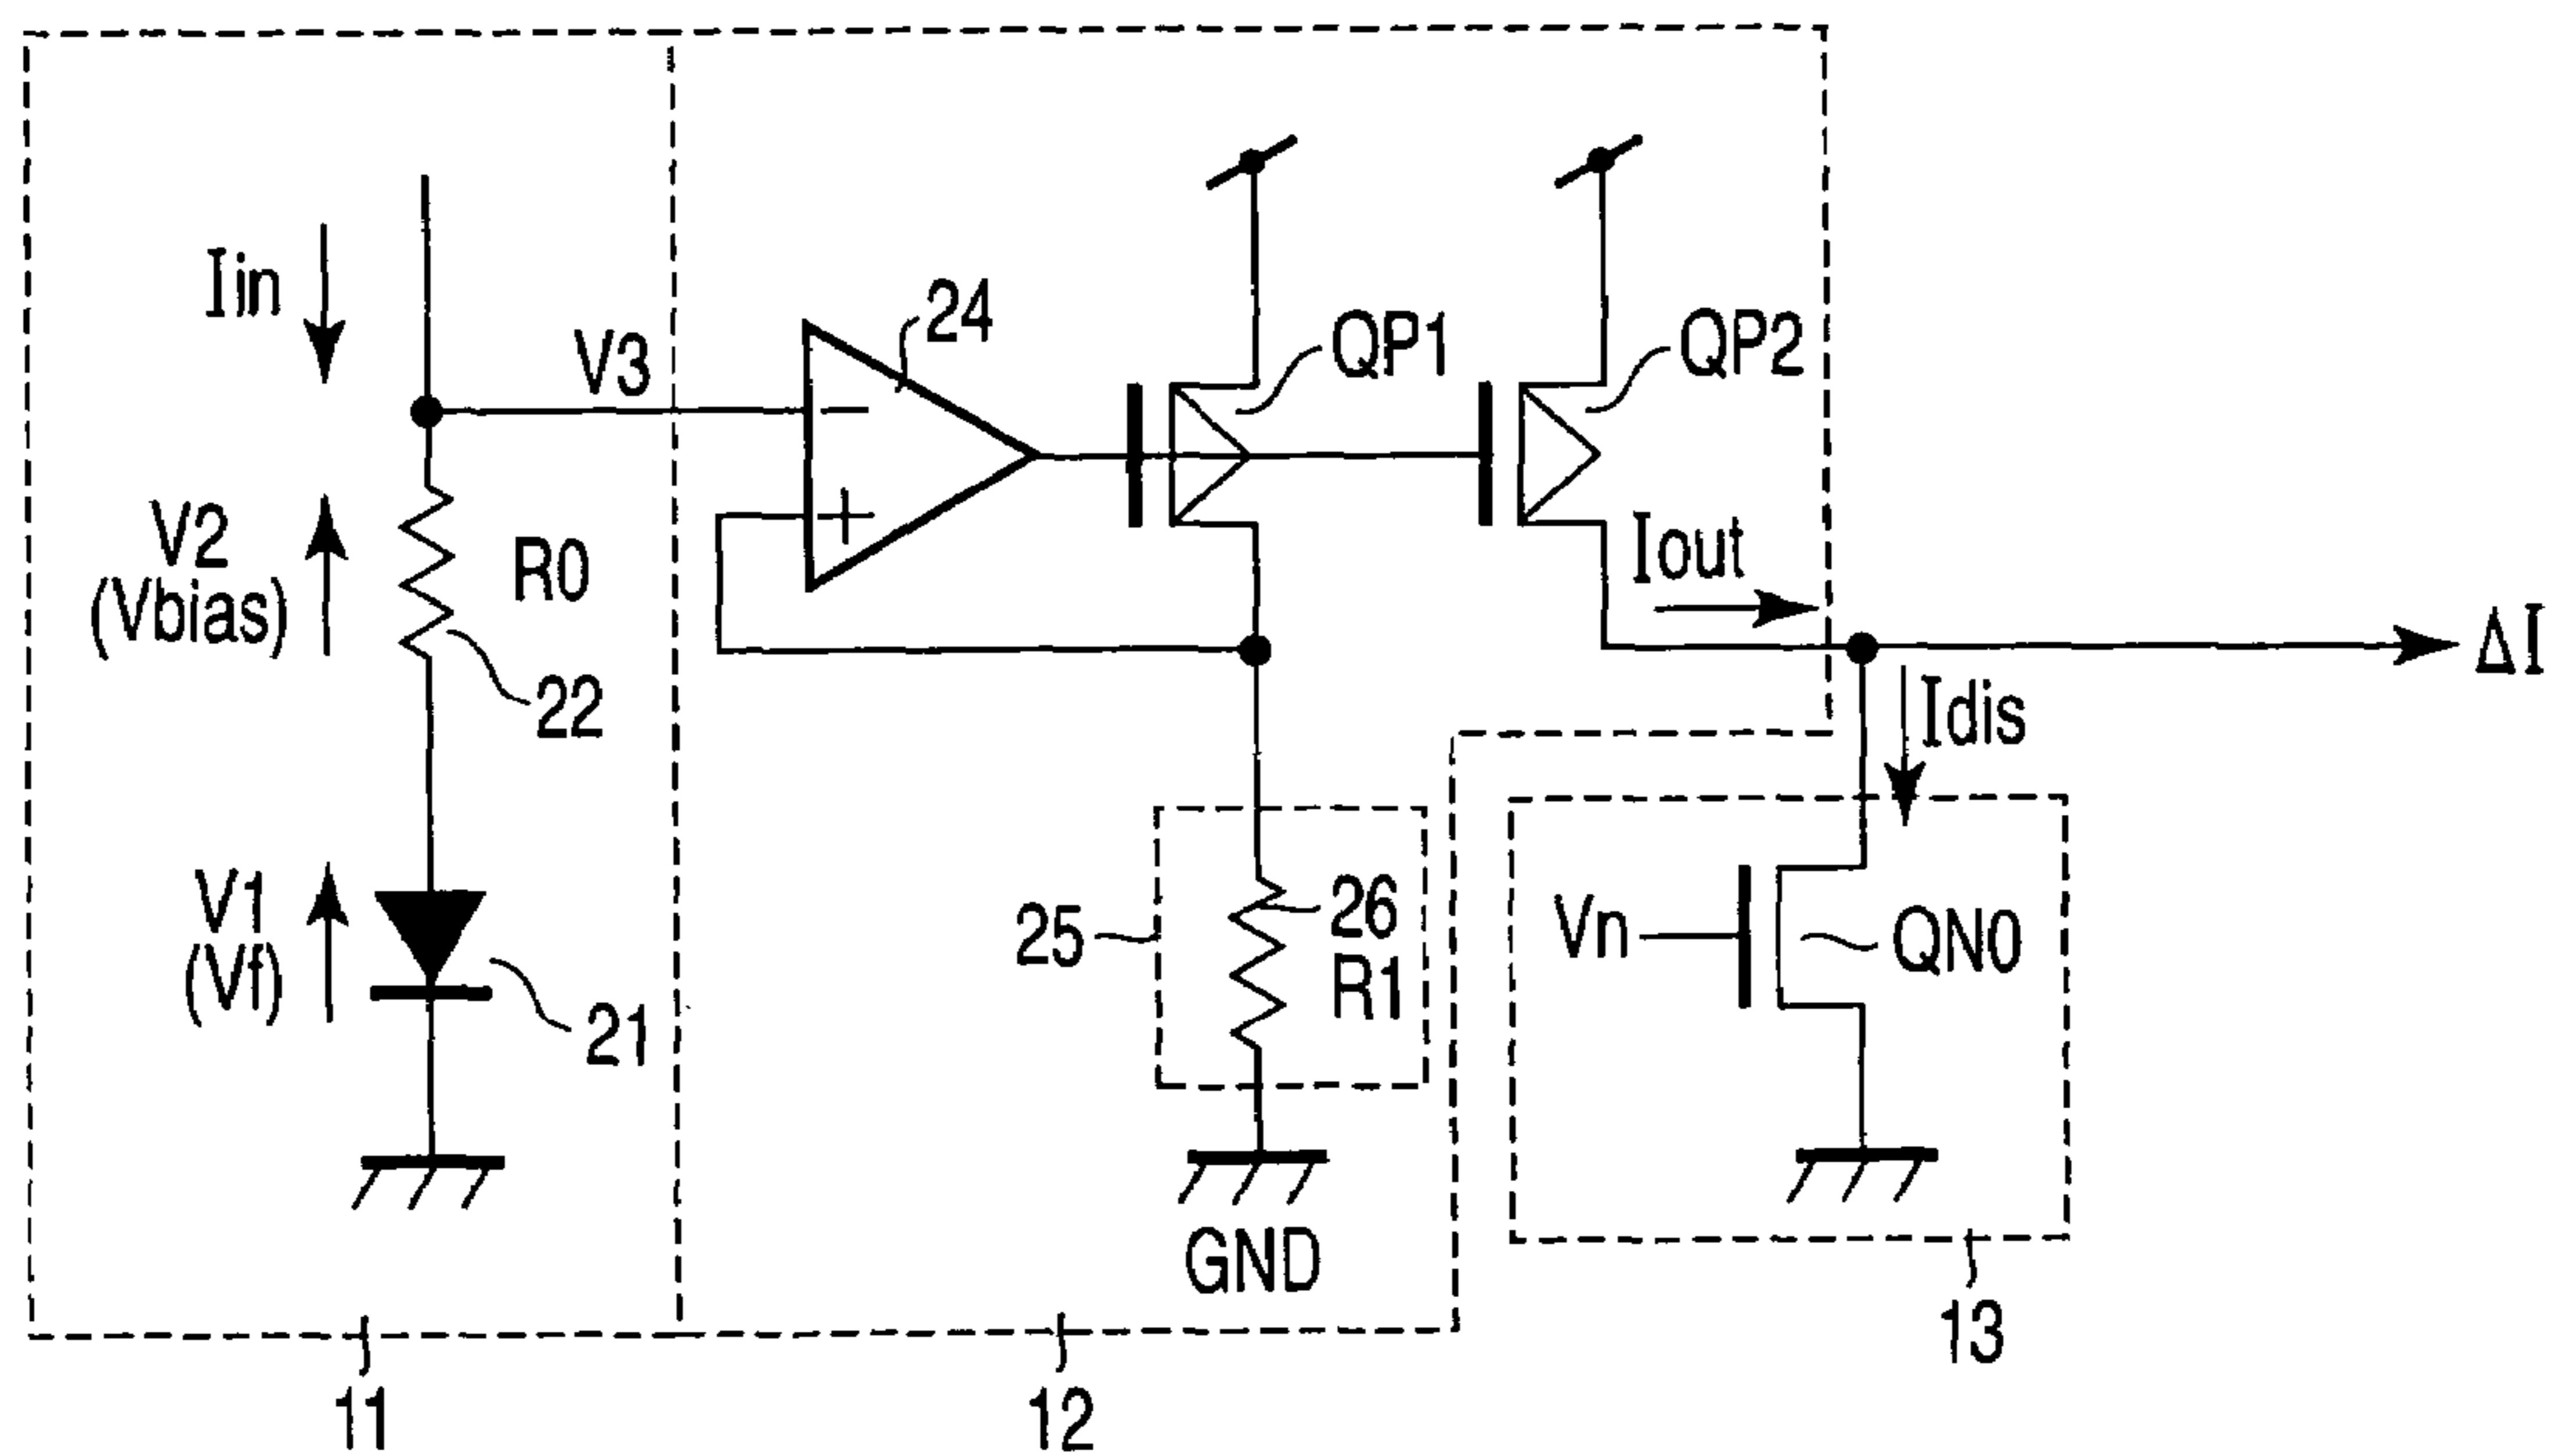 Iin
V3
24
QP1
QP2
V2
(Vbias)
R0
22
Iout
ΔI
Idis
V1
(Vf)
21
25
26
R1
Vn
QN0
GND
11
12
13